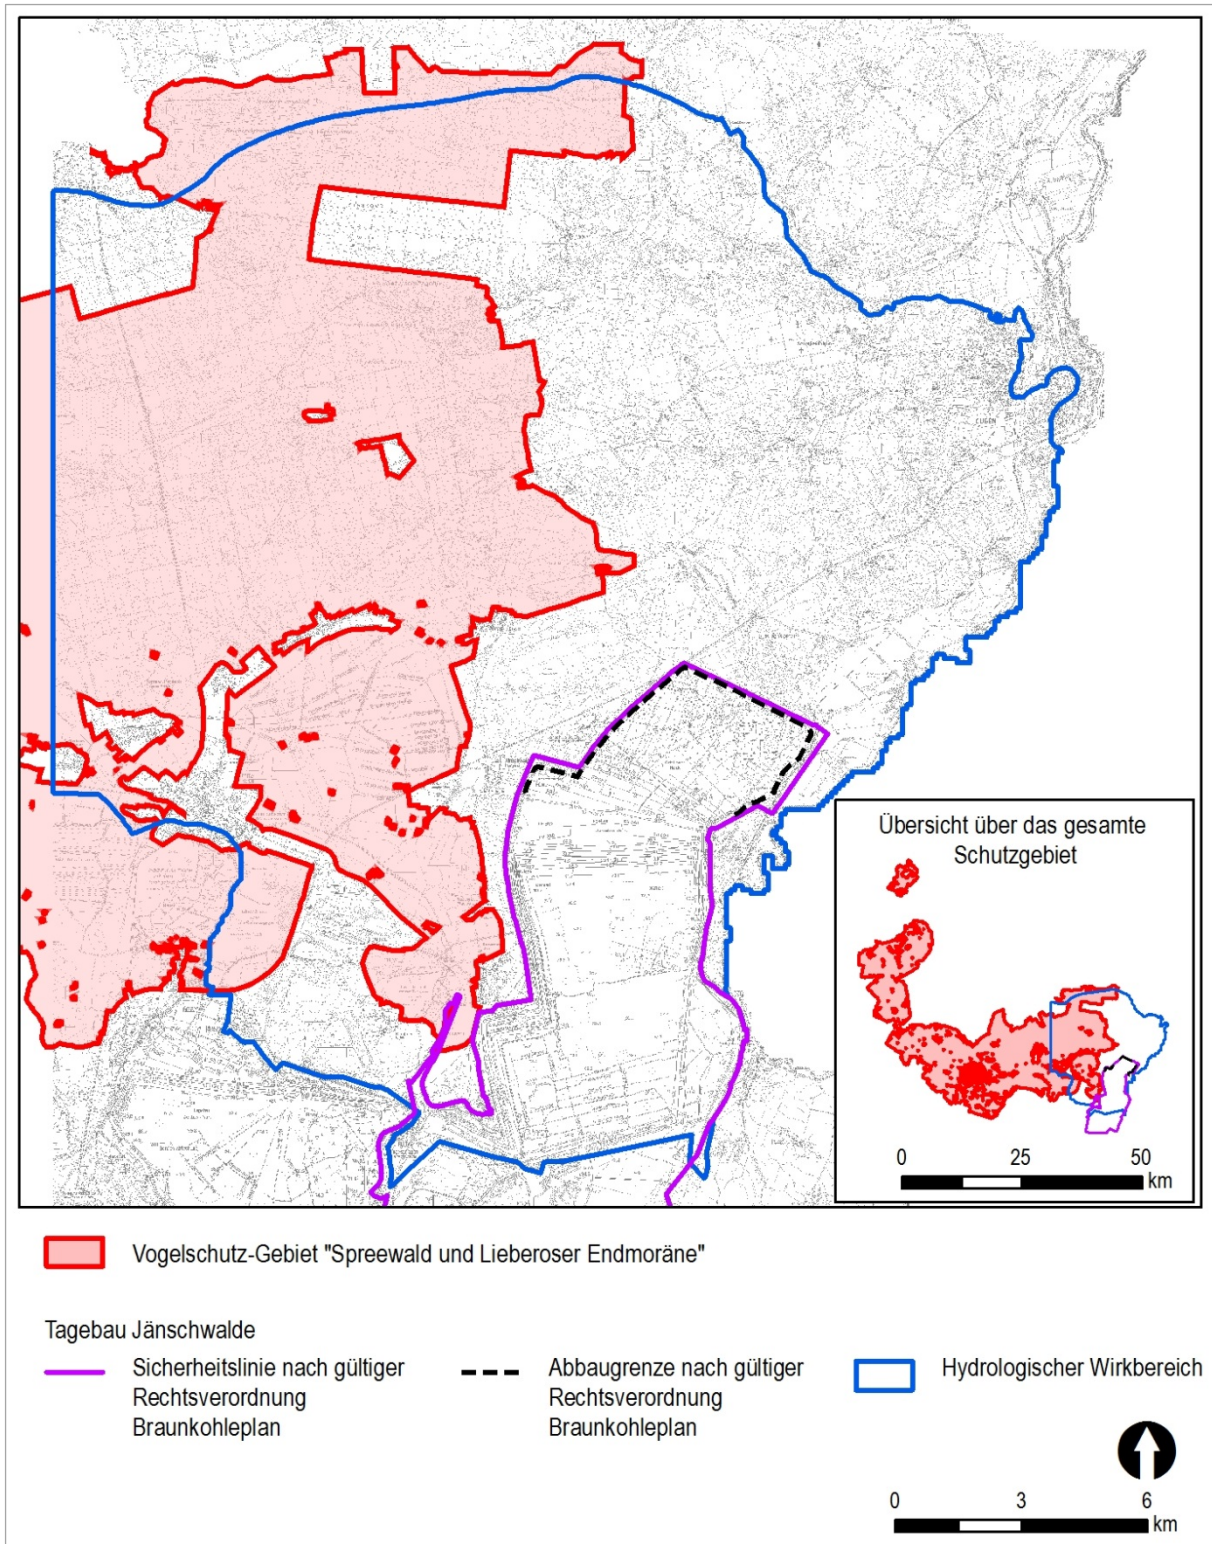 Übersicht über das gesamte
Schutzgebiet
0 25 50
km
Vogelschutz-Gebiet "Spreewald und Lieberoser Endmoräne"
Tagebau Jänschwalde
Sicherheitslinie nach gültiger
Rechtsverordnung
Braunkohleplan
Abbaugrenze nach gültiger
Rechtsverordnung
Braunkohleplan
Hydrologischer Wirkbereich
0 3 6
km